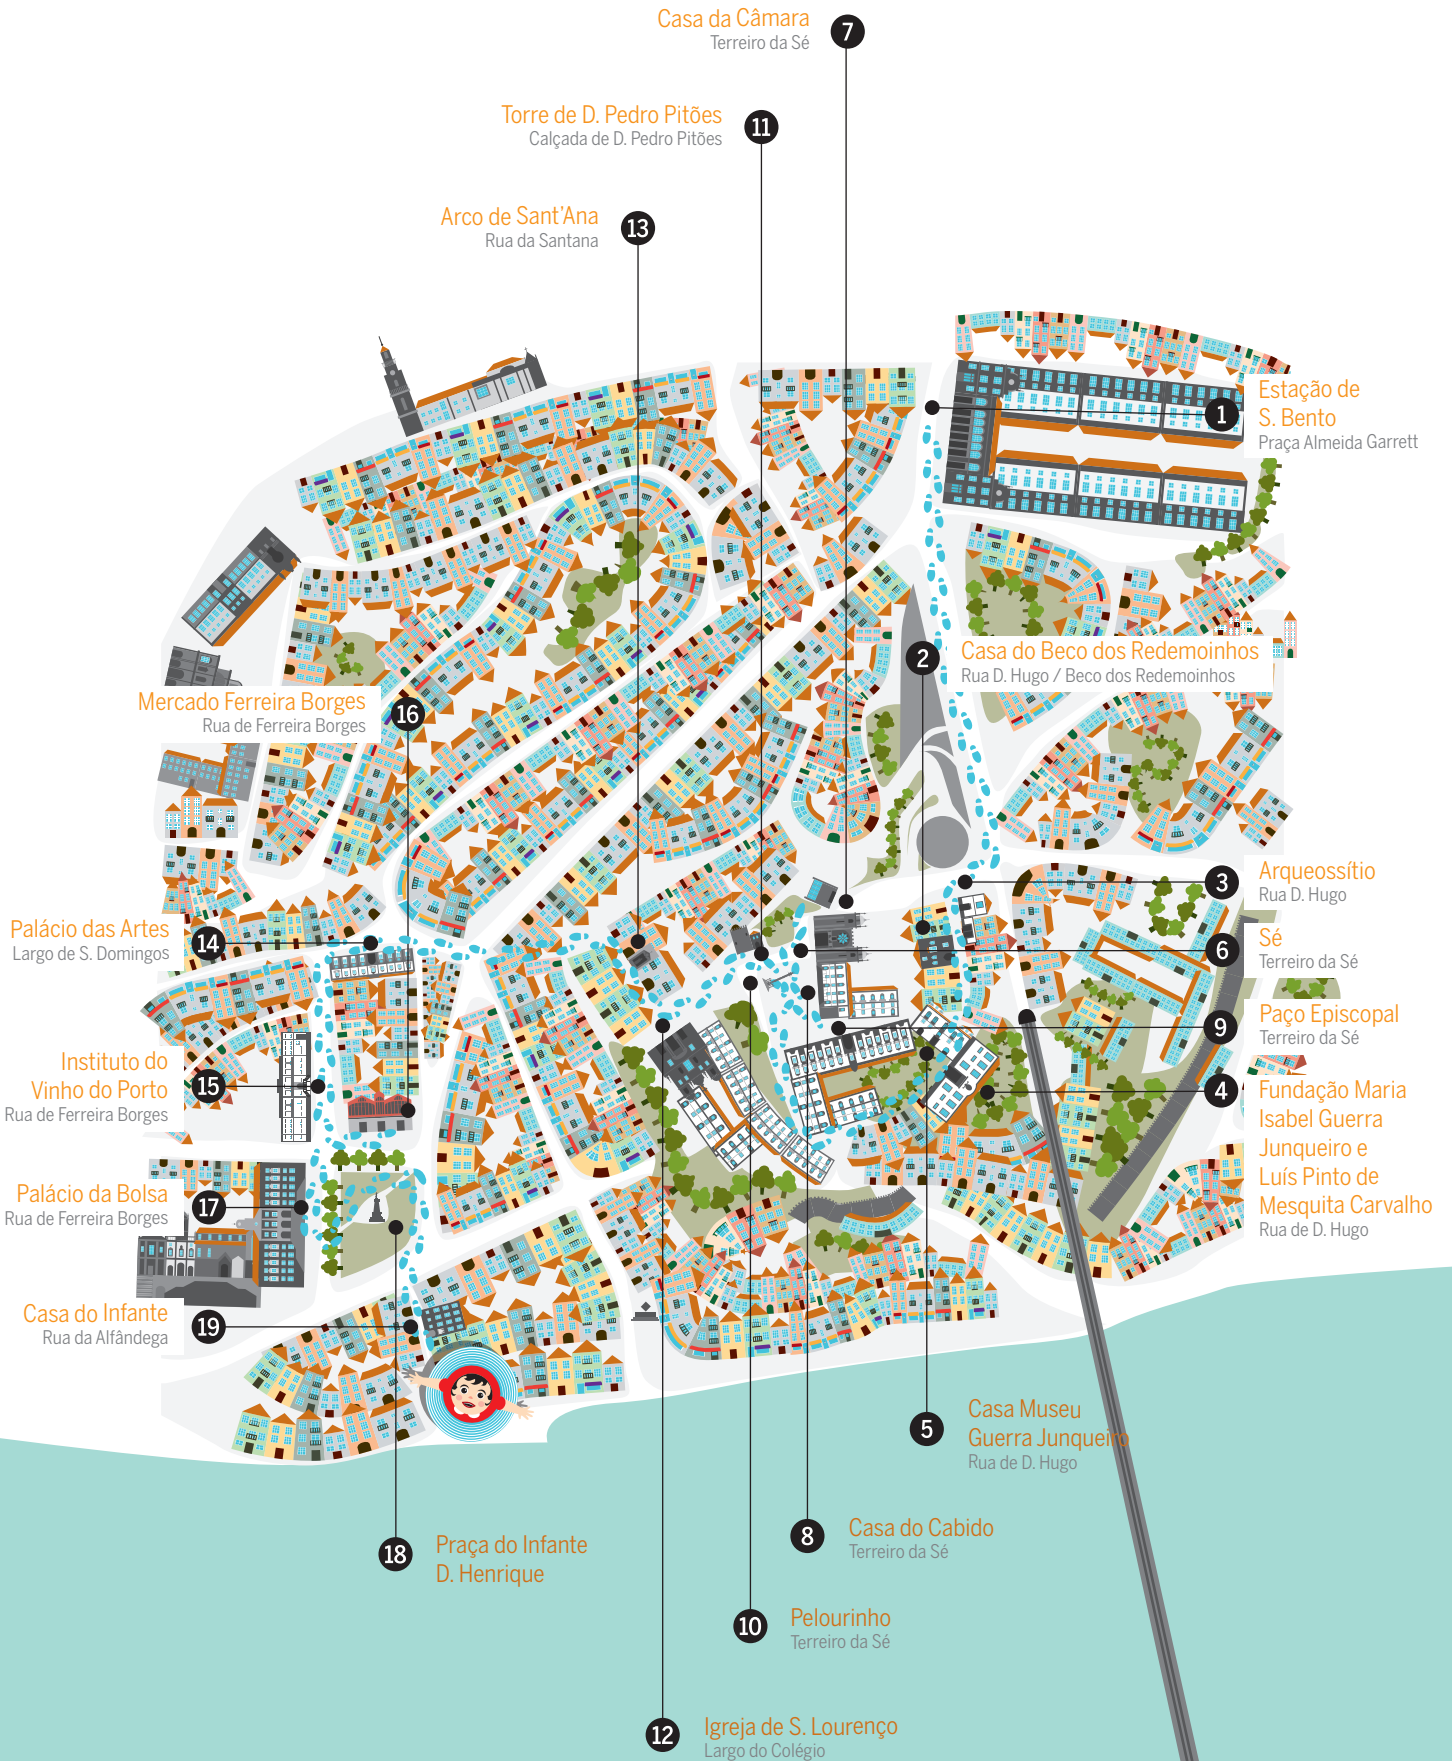 Casa da Câmara
Terreiro da Sé
7
Torre de D. Pedro Pitões
Calçada de D. Pedro Pitões
11
Arco de Sant'Ana
Rua da Santana
13
1
Estação de
S. Bento
Praça Almeida Garrett
2
Casa do Beco dos Redemoinhos
Rua D. Hugo / Beco dos Redemoinhos
Mercado Ferreira Borges
Rua de Ferreira Borges
16
3
Arqueossítio
Rua D. Hugo
Palácio das Artes
Largo de S. Domingos
14
6
Sé
Terreiro da Sé
9
Paço Episcopal
Terreiro da Sé
Instituto do
Vinho do Porto
Rua de Ferreira Borges
15
4
Fundação Maria
Isabel Guerra
Junqueiro e
Luís Pinto de
Mesquita Carvalho
Rua de D. Hugo
Palácio da Bolsa
Rua de Ferreira Borges
17
Casa do Infante
Rua da Alfândega
19
5
Casa Museu
Guerra Junqueiro
Rua de D. Hugo
8
Casa do Cabido
Terreiro da Sé
18
Praça do Infante
D. Henrique
10
Pelourinho
Terreiro da Sé
12
Igreja de S. Lourenço
Largo do Colégio